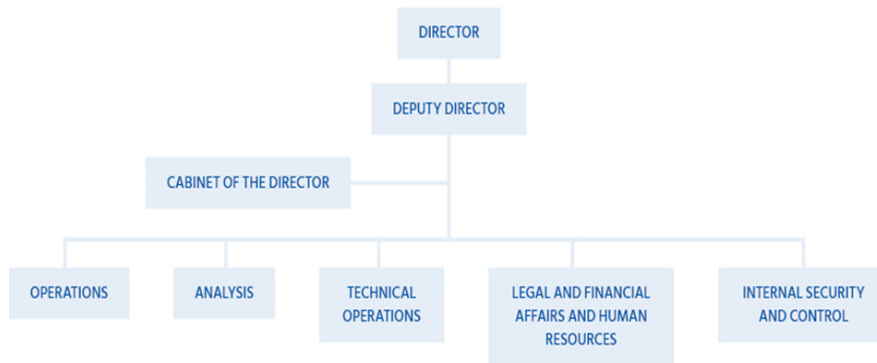 DIRECTOR
DEPUTY DIRECTOR
CABINET OF THE DIRECTOR
OPERATIONS
ANALYSIS
TECHNICAL
OPERATIONS
LEGAL AND FINANCIAL
AFFAIRS AND HUMAN
RESOURCES
INTERNAL SECURITY
AND CONTROL